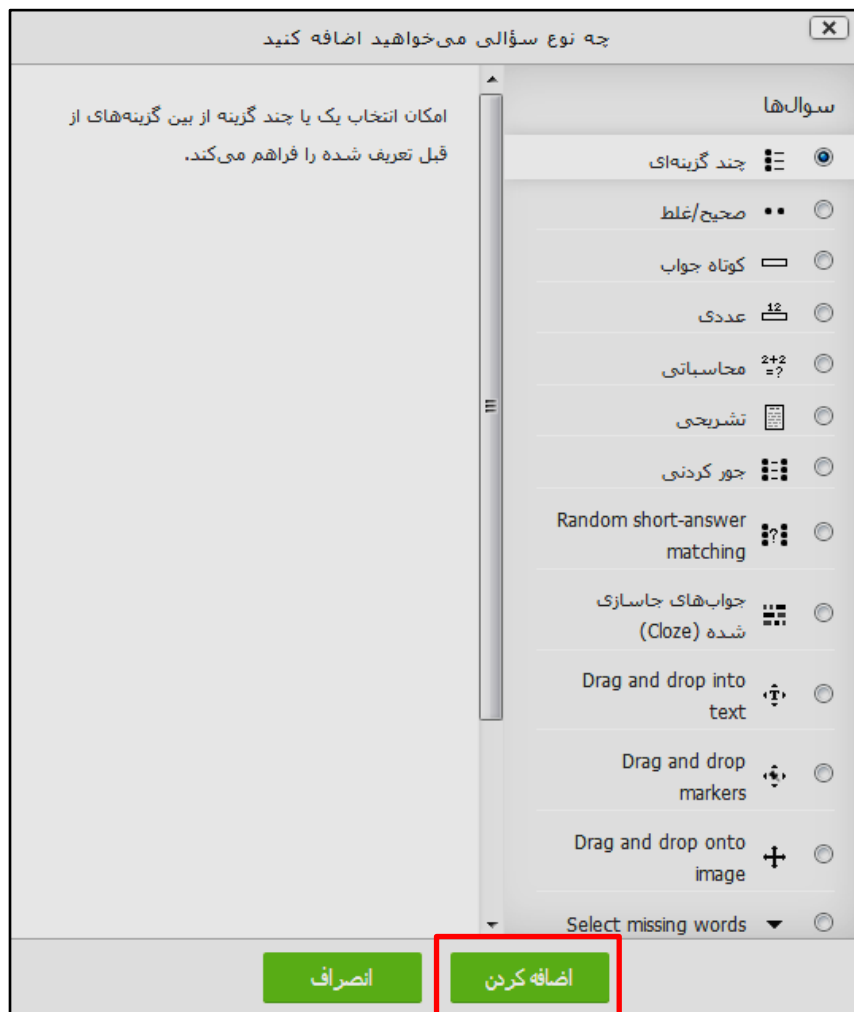 چه نوع سؤالی می‌خواهید اضافه کنید
سوال‌ها
چند گزینه‌ای
صحیح/غلط
کوتاه جواب
12
عددی
2+2
=?
محاسباتی
تشریحی
جور کردنی
?
Random short-answer
matching
جواب‌های جاسازی
شده (Cloze)
T
Drag and drop into
text
Drag and drop
markers
Drag and drop onto
image
Select missing words
امکان انتخاب یک یا چند گزینه از بین گزینه‌های از
قبل تعریف شده را فراهم می‌کند.
اضافه کردن
انصراف